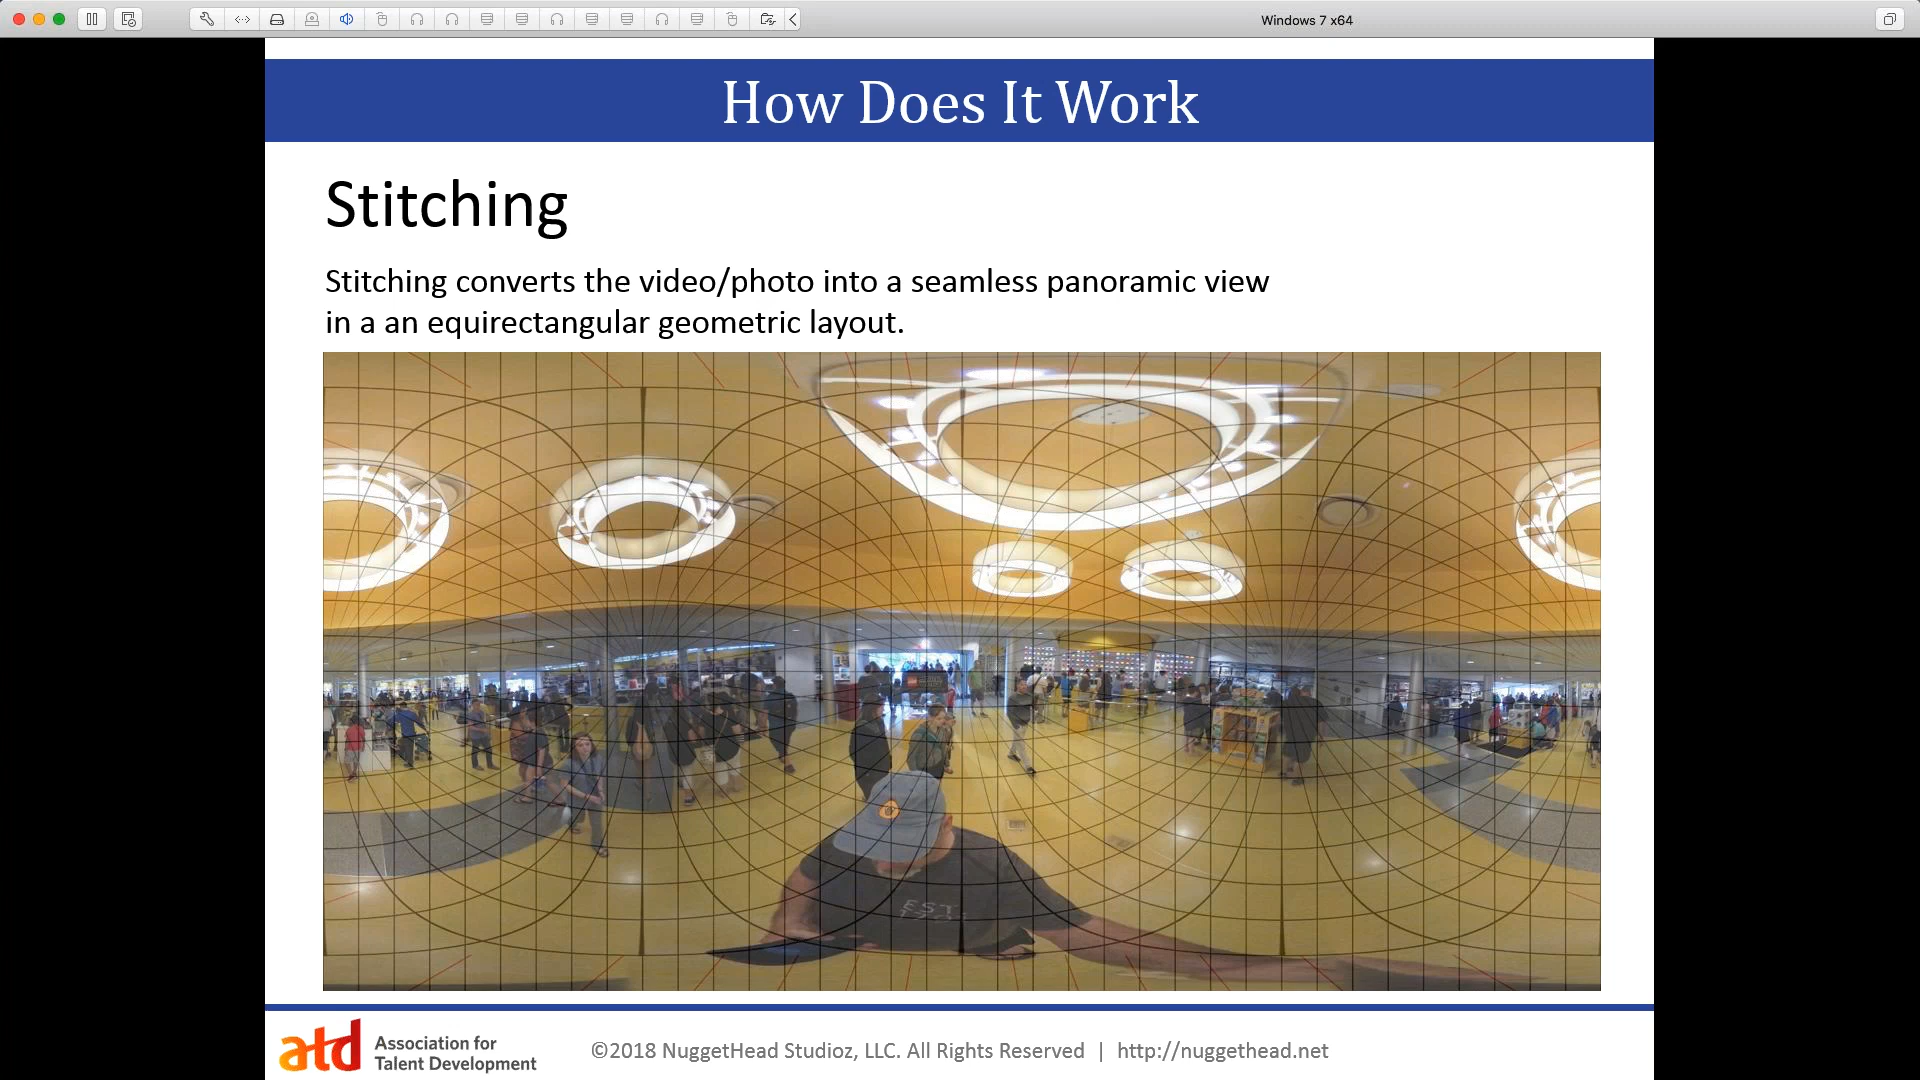 Windows 7 x64
How Does It Work
Stitching
Stitching converts the video/photo into a seamless panoramic view
in a an equirectangular geometric layout.
EST.
atd
Association for
Talent Development
©2018 NuggetHead Studioz, LLC. All Rights Reserved | http://nuggethead.net